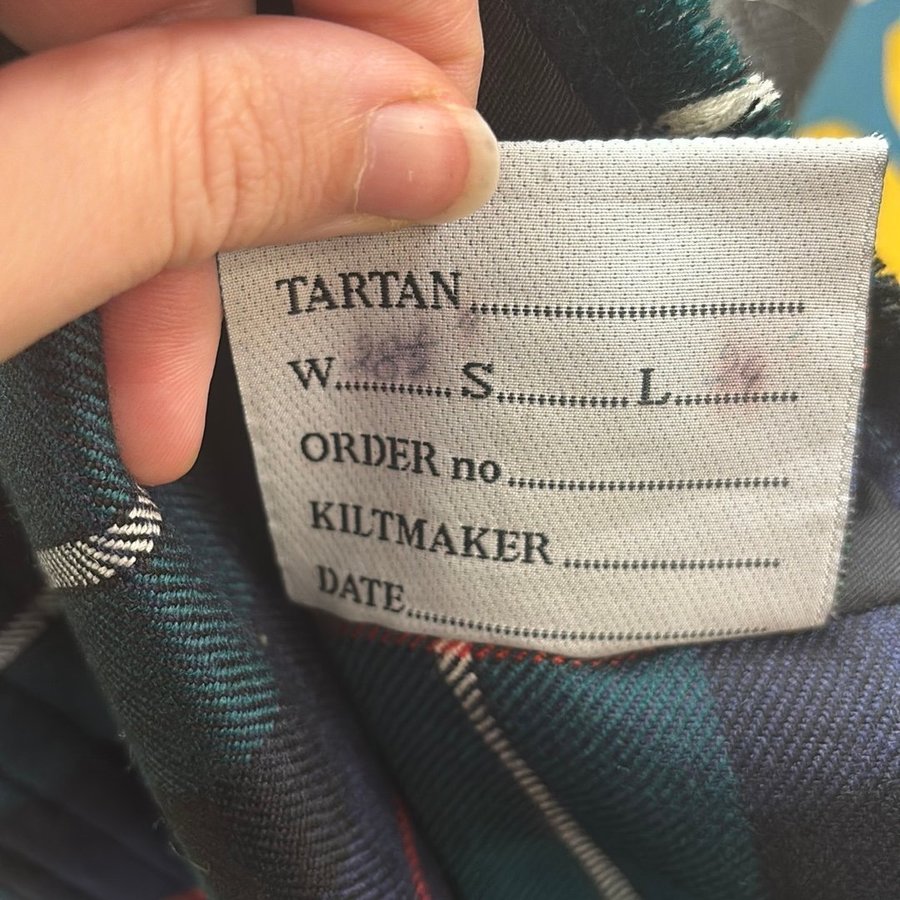 TARTAN..........................................
W............... S................. L................
ORDER no....................................
KILTMAKER...........................
DATE..............................................